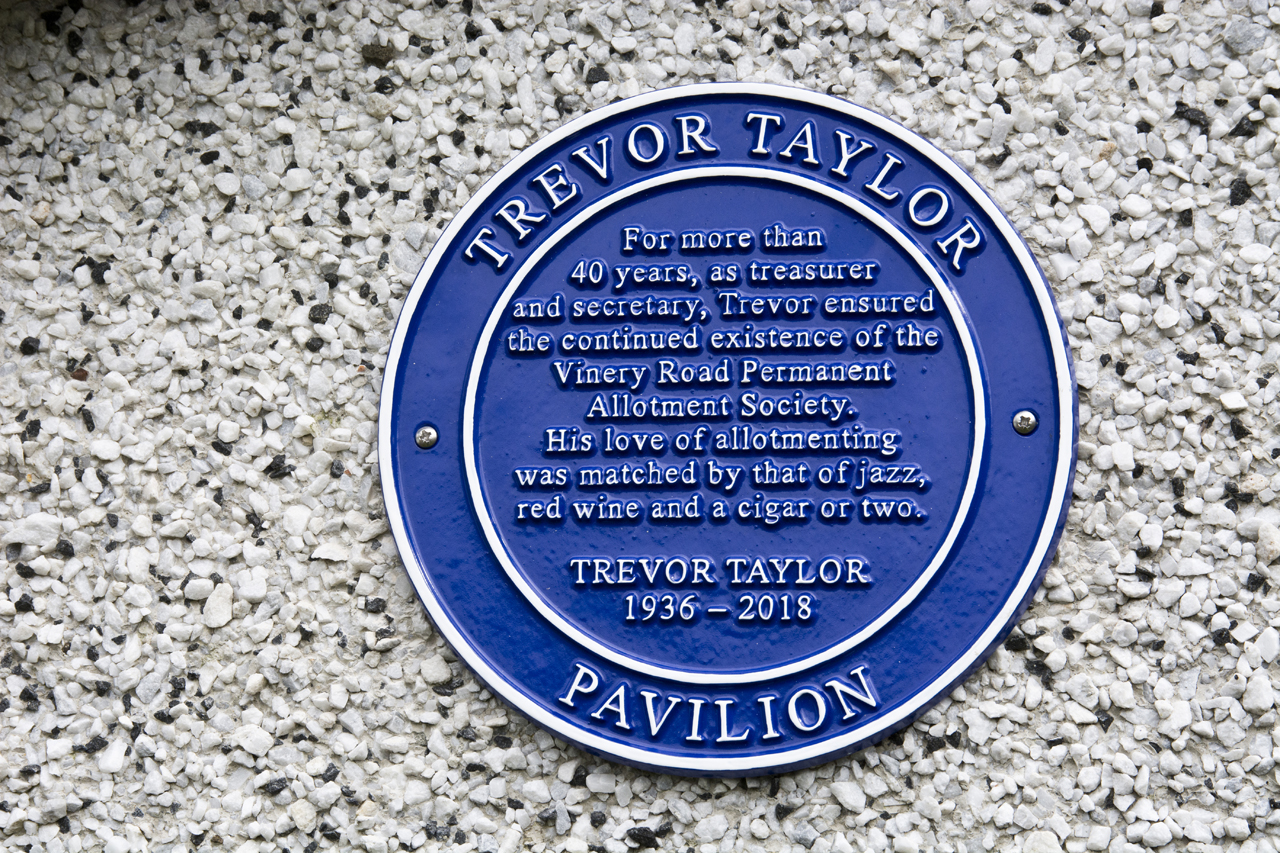 TREVOR TAYLOR
For more than
40 years, as treasurer
and secretary, Trevor ensured
the continued existence of the
Vinery Road Permanent
Allotment Society.
His love of allotmenting
was matched by that of jazz,
red wine and a cigar or two.
TREVOR TAYLOR
1936 – 2018
PAVILION